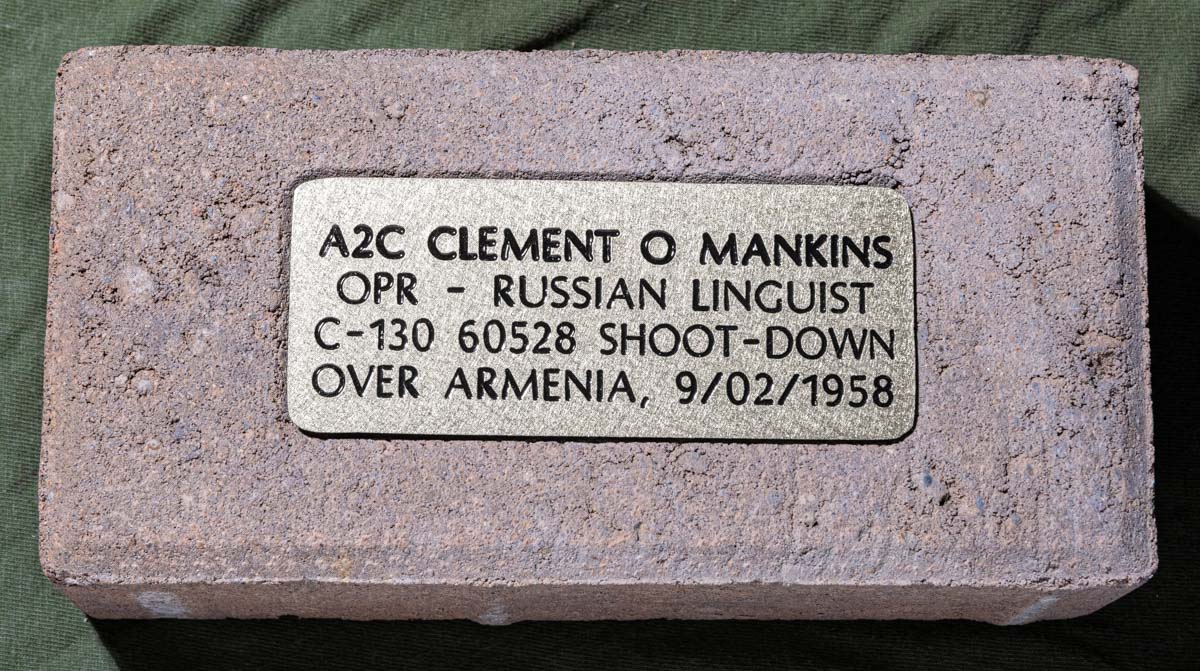 A2C CLEMENT O MANKINS
OPR - RUSSIAN LINGUIST
C-130 60528 SHOOT-DOWN
OVER ARMENIA, 9/02/1958